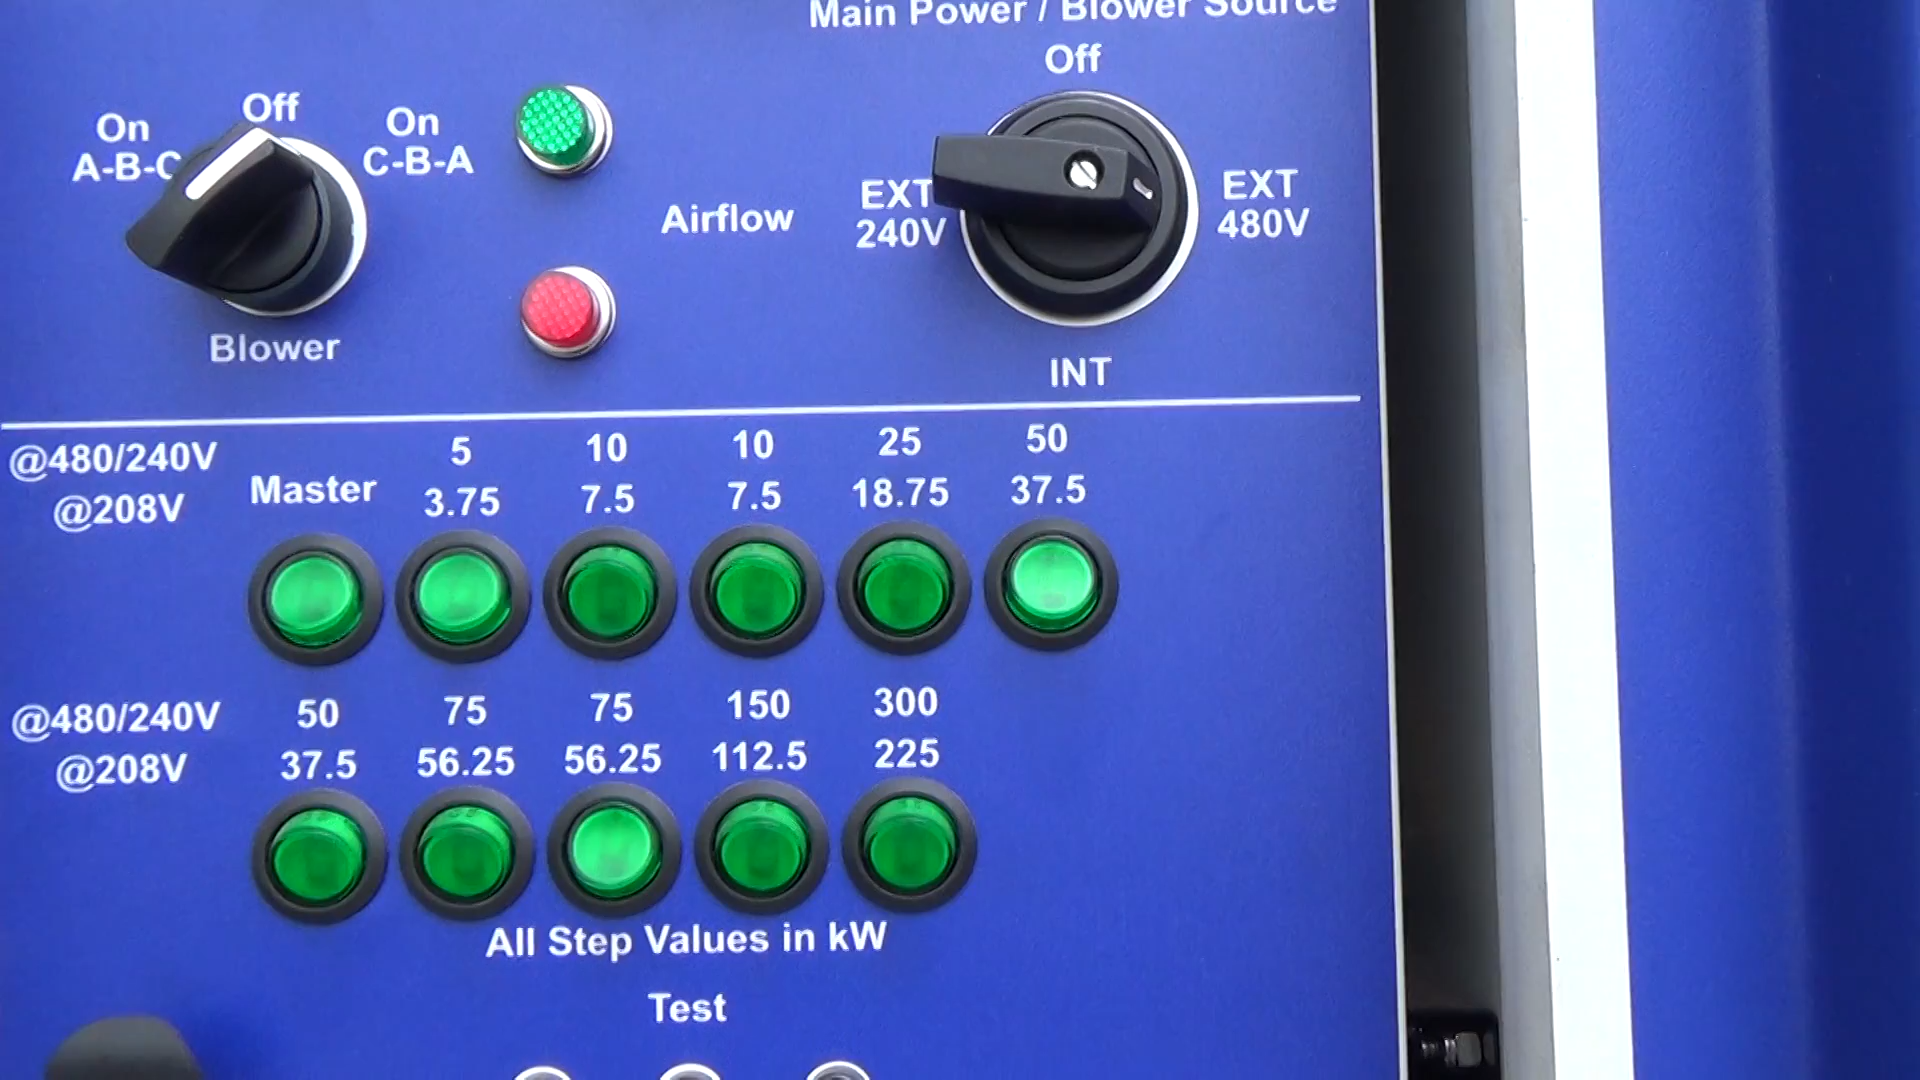 Main Power / Blower Source
Off
Off
On
A-B-C
On
C-B-A
EXT
240V
EXT
480V
Airflow
Blower
INT
@480/240V
@208V
Master
5
3.75
10
7.5
10
7.5
25
18.75
50
37.5
@480/240V
@208V
50
37.5
75
56.25
75
56.25
150
112.5
300
225
All Step Values in kW
Test